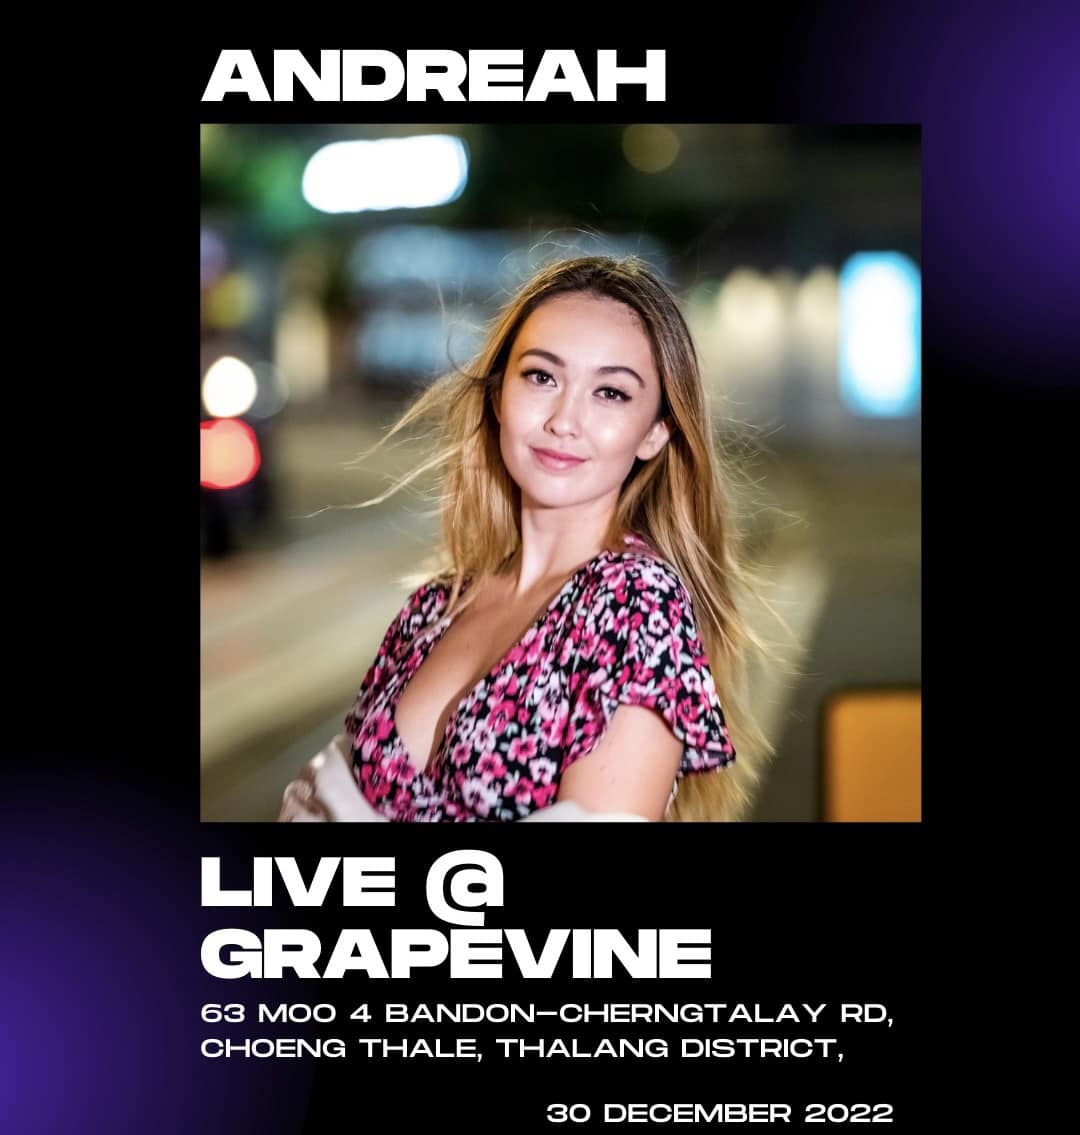 ANDREAH
LIVE @
GRAPEVINE
63 MOO 4 BANDON-CHERNGTALAY RD,
CHOENG THALE, THALANG DISTRICT,
30 DECEMBER 2022